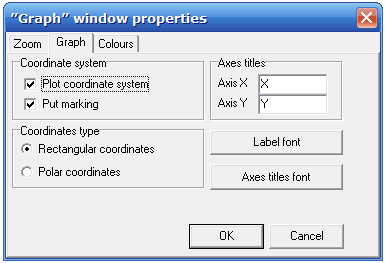 "Graph" window properties
Zoom Graph Colours
Coordinate system
Plot coordinate system
Put marking
Axes titles
Axis X X
Axis Y Y
Coordinates type
Rectangular coordinates
Polar coordinates
Label font
Axes titles font
OK Cancel